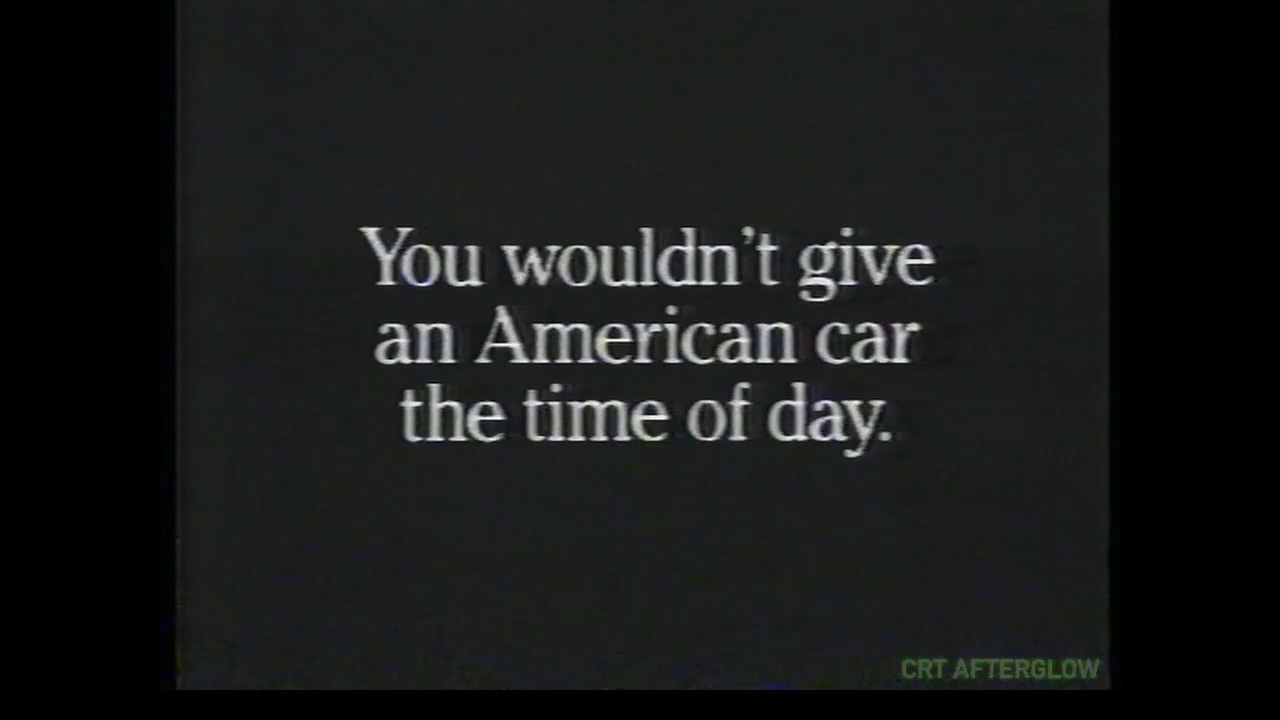 You wouldn't give
an American car
the time of day.
CRT AFTERGLOW